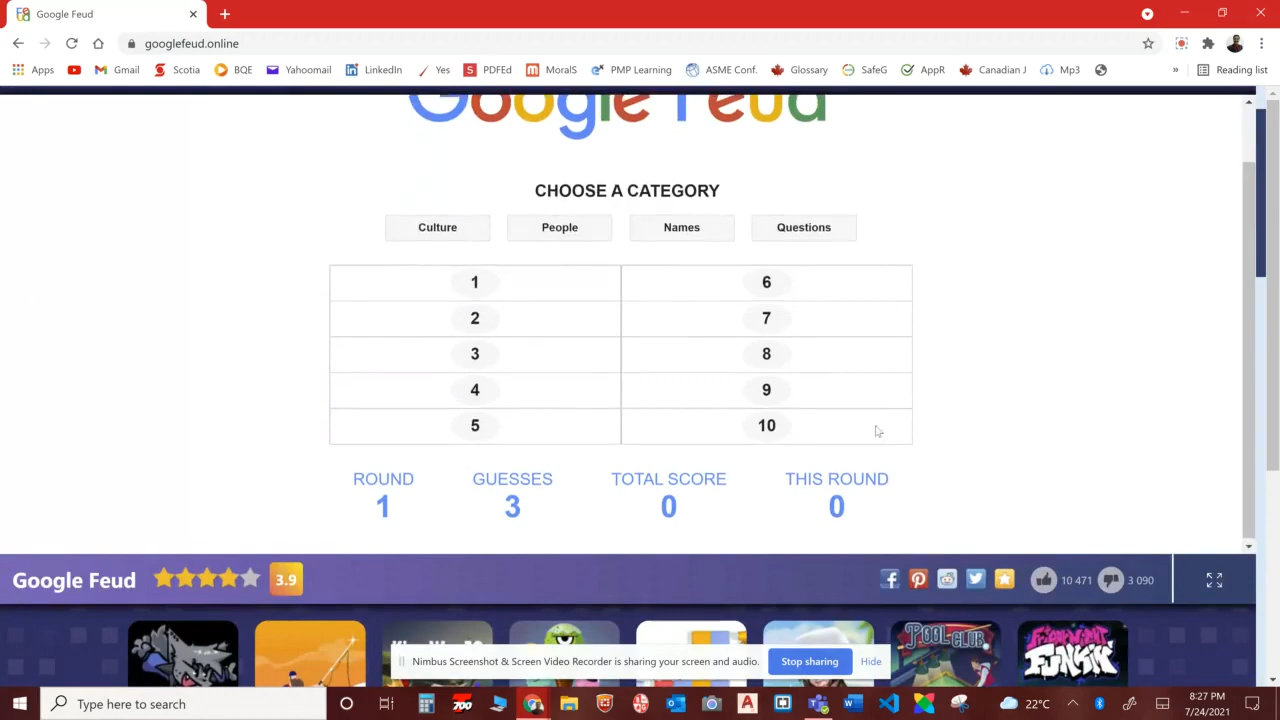 Google Feud
googlefeud.online
Apps Gmail Scotia BQE Yahoomail LinkedIn Yes PDFEd MoralS PMP Learning ASME Conf. Glossary SafeG AppR Canadian J Mp3 » Reading list
Google Feud
CHOOSE A CATEGORY
Culture People Names Questions
1 6
2 7
3 8
4 9
5 10
ROUND GUESSES TOTAL SCORE THIS ROUND
1 3 0 0
Google Feud 3.9 10 471 3 090
POOL CLUB
FUNKIN
Nimbus Screenshot & Screen Video Recorder is sharing your screen and audio. Stop sharing Hide
Type here to search
22°C
8:27 PM
7/24/2021